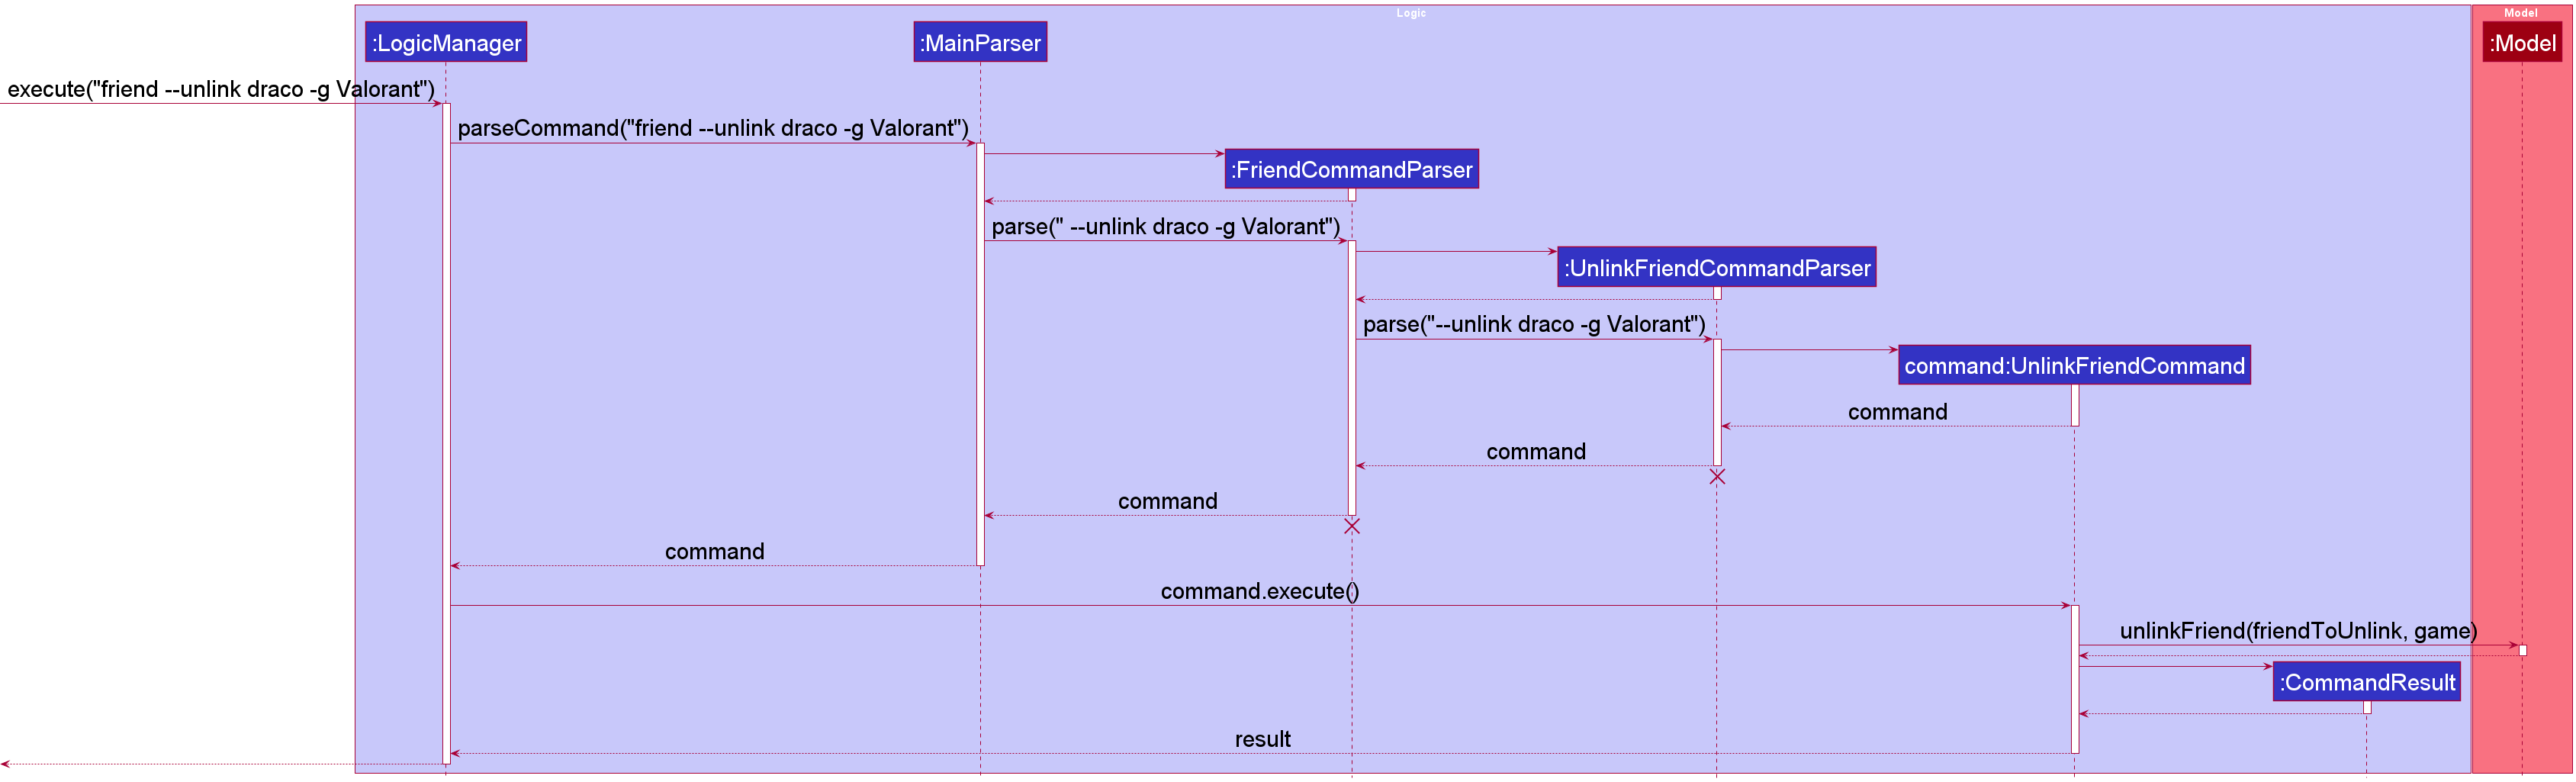 Logic
Model
:LogicManager
:MainParser
:Model
execute("friend --unlink draco -g Valorant")
parseCommand("friend --unlink draco -g Valorant")
:FriendCommandParser
parse(" --unlink draco -g Valorant")
:UnlinkFriendCommandParser
parse("--unlink draco -g Valorant")
command:UnlinkFriendCommand
command
command
command
command
command.execute()
unlinkFriend(friendToUnlink, game)
:CommandResult
result